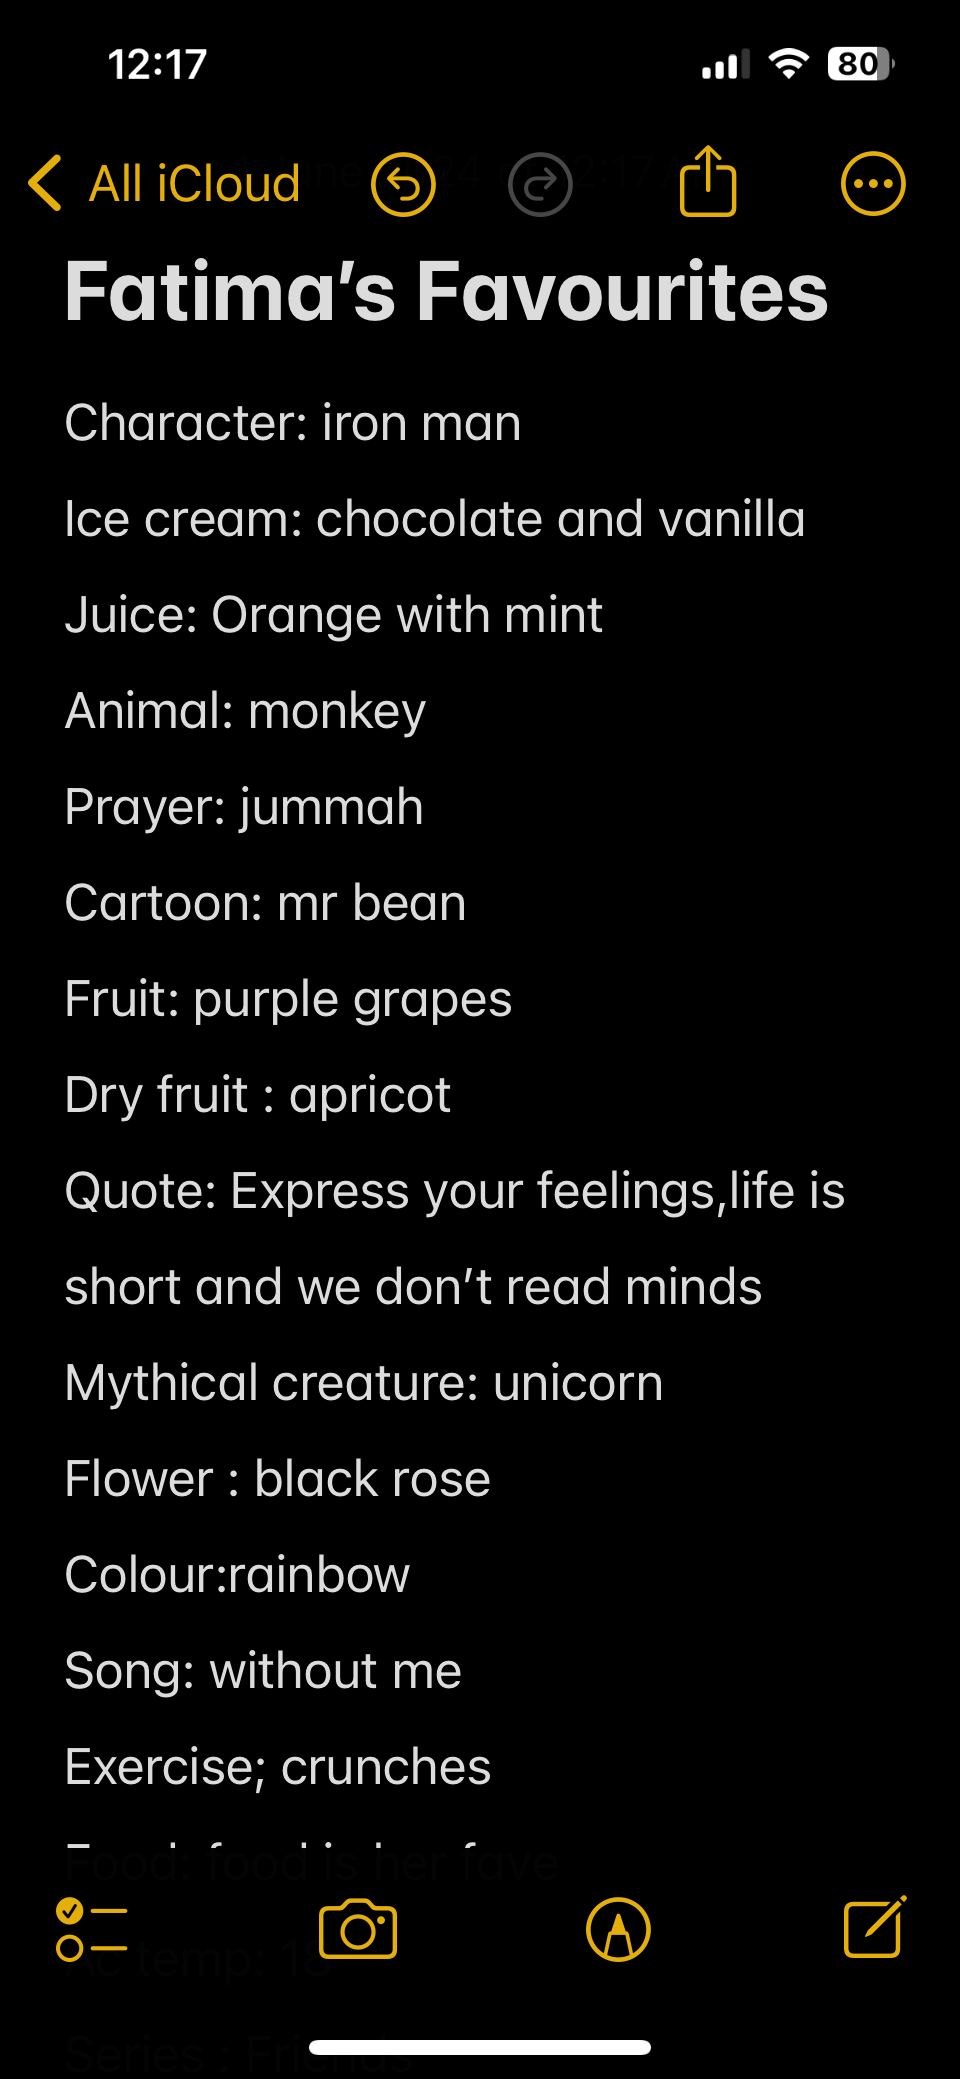 12:17
80
All iCloud
Fatima’s Favourites
Character: iron man
Ice cream: chocolate and vanilla
Juice: Orange with mint
Animal: monkey
Prayer: jummah
Cartoon: mr bean
Fruit: purple grapes
Dry fruit : apricot
Quote: Express your feelings,life is
short and we don’t read minds
Mythical creature: unicorn
Flower : black rose
Colour:rainbow
Song: without me
Exercise; crunches
Food: food is her fave
Ac temp: 18
Series : Friends